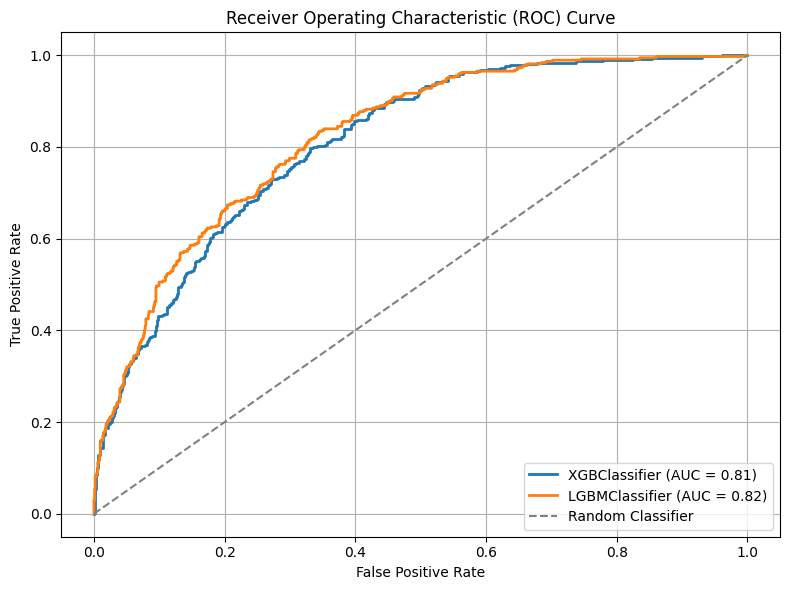 Receiver Operating Characteristic (ROC) Curve
1.0
0.8
0.6
0.4
0.2
0.0
True Positive Rate
0.0 0.2 0.4 0.6 0.8 1.0
False Positive Rate
XGBClassifier (AUC = 0.81)
LGBMClassifier (AUC = 0.82)
Random Classifier